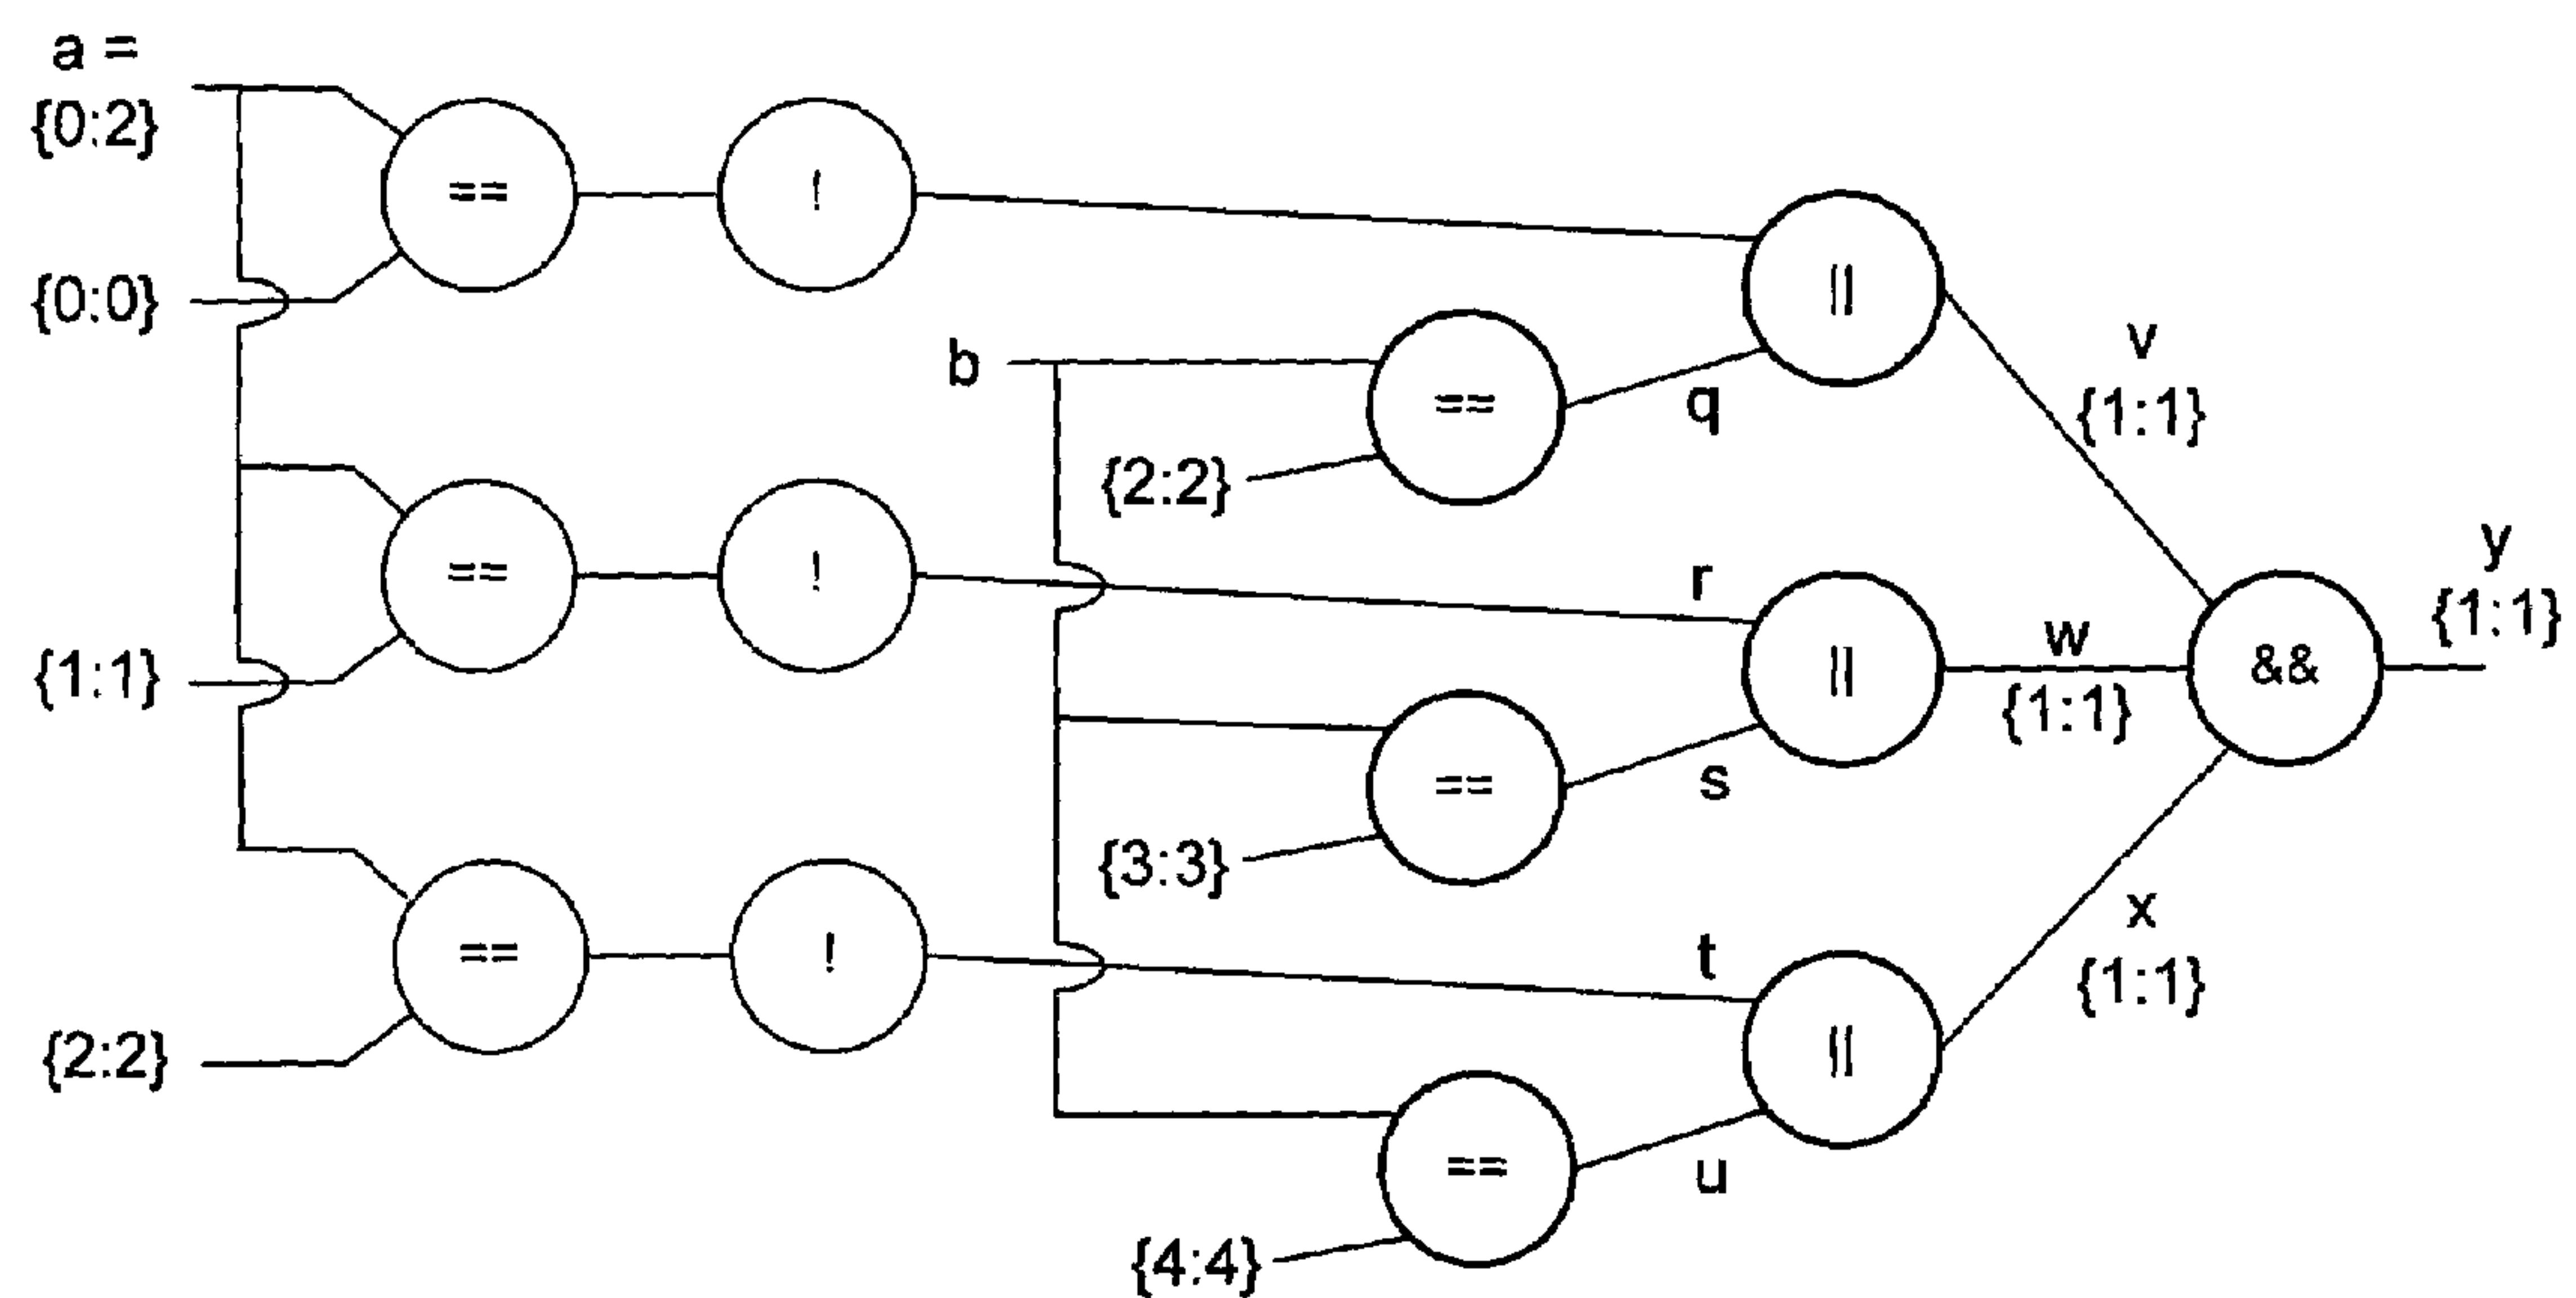 a =
{0:2}
==
!
{0:0}
||
b
==
q
{2:2}
v
{1:1}
==
!
r
{1:1}
||
w
{1:1}
&&
y
{1:1}
==
s
{3:3}
x
{1:1}
==
!
t
{2:2}
||
==
u
{4:4}